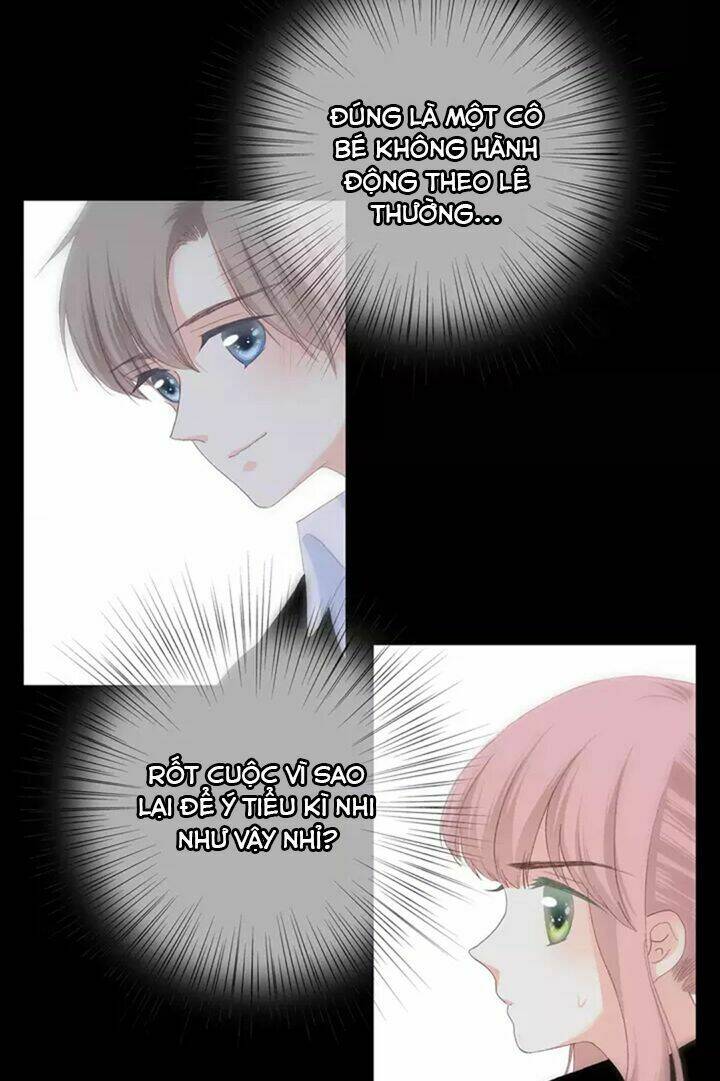 ĐÚNG LÀ MỘT CÔ
BÉ KHÔNG HÀNH
ĐỘNG THEO LẼ
THƯỜNG...
RỐT CUỘC VÌ SAO
LẠI ĐỂ Ý TIỂU KÌ NHI
NHƯ VẬY NHỈ?